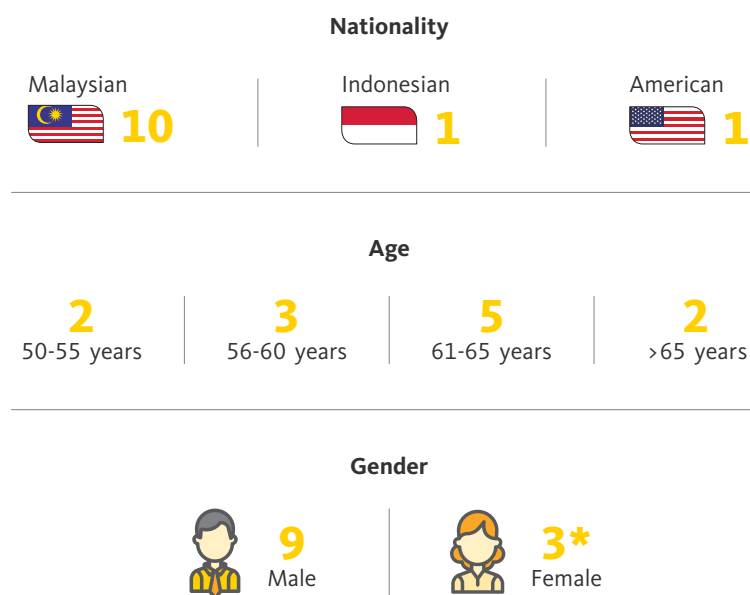 Nationality
Malaysian Indonesian American
10 1 1
Age
2 3 5 2
50-55 years 56-60 years 61-65 years >65 years
Gender
9 3*
Male Female